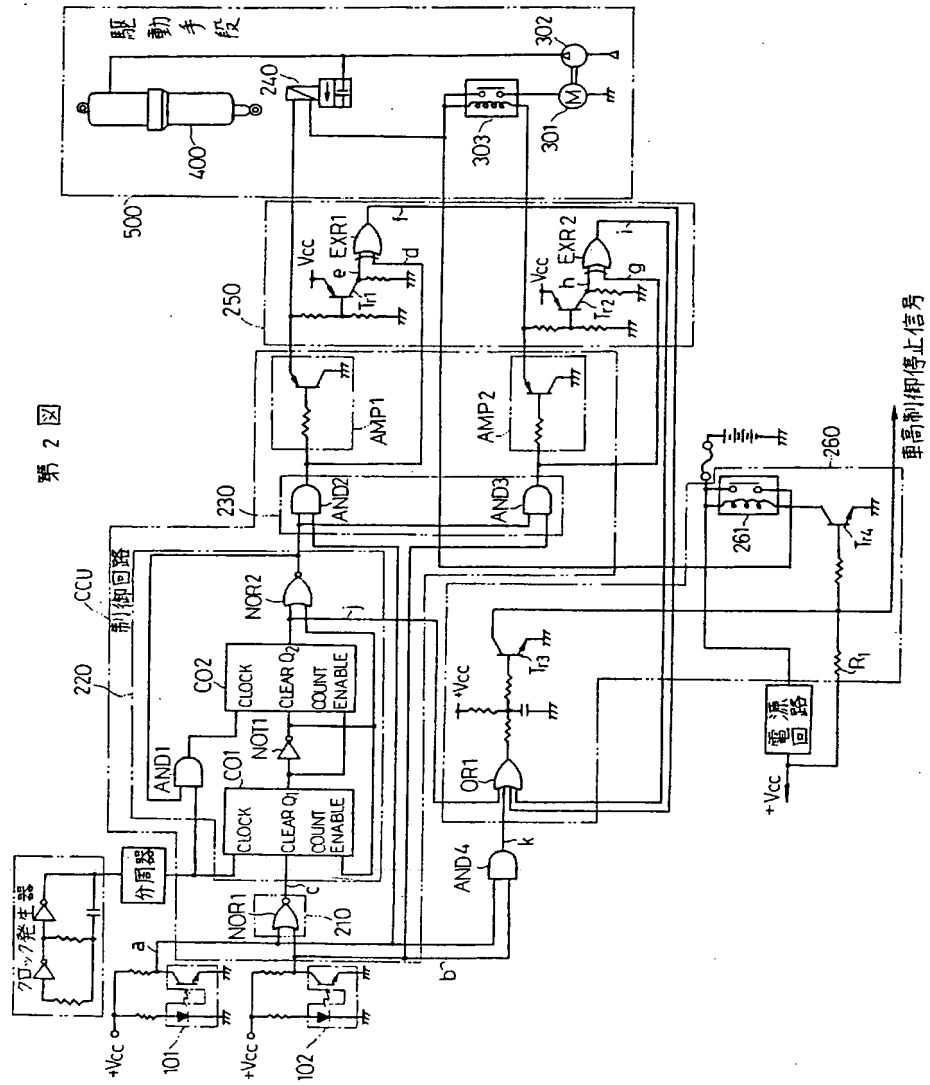 第2図
クロック発生器
分周器
+Vcc
101
+Vcc
102
a
b
NOR1
210
c
220
CCU
制御回路
AND1
CO1
CLOCK
CLEAR Q1
COUNT
ENABLE
NOT1
CO2
CLOCK
CLEAR Q2
COUNT
ENABLE
NOR2
j
230
AND2
AND3
AMP1
AMP2
250
Vcc
e
EXR1
Tr1
d
f
Vcc
h
EXR2
Tr2
g
i
500
駆動手段
400
240
303
302
M
301
AND4
k
OR1
+Vcc
Tr3
260
261
Tr4
R1
電源回路
+Vcc
車高制御停止信号